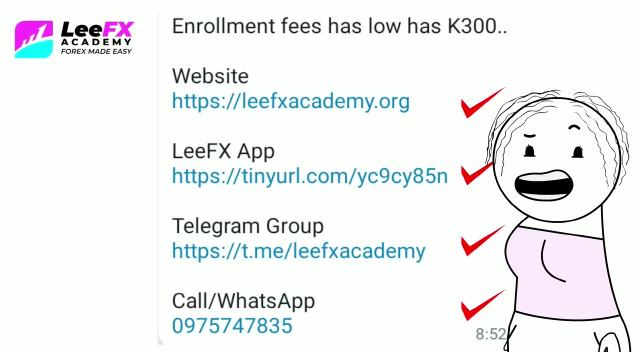 LeeFX
ACADEMY
FOREX MADE EASY
Enrollment fees has low has K300..
Website
https://leefxacademy.org
LeeFX App
https://tinyurl.com/yc9cy85n
Telegram Group
https://t.me/leefxacademy
Call/WhatsApp
0975747835
8:52